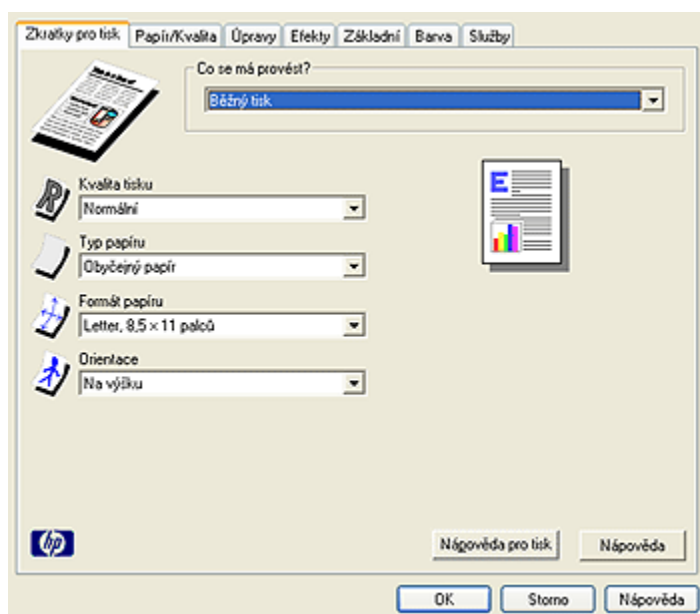 Zkratky pro tisk Papír/Kvalita Úpravy Efekty Základní Barva Služby
Co se má provést?
Běžný tisk
Kvalita tisku
Normální
Typ papíru
Obyčejný papír
Formát papíru
Letter, 8,5 × 11 palců
Orientace
Na výšku
hp
Nápověda pro tisk Nápověda
OK Storno Nápověda